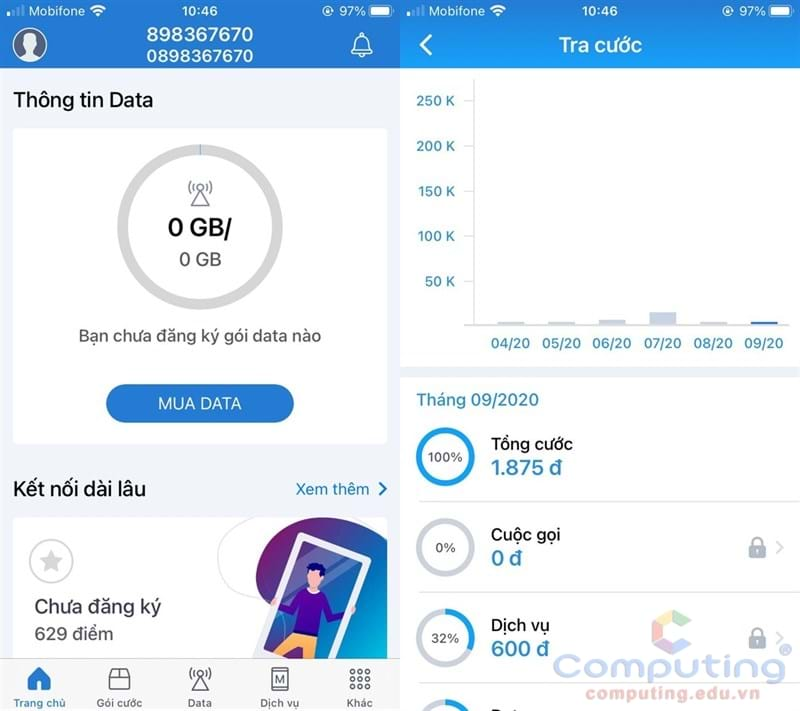 Mobifone
10:46
97%
898367670
0898367670
Thông tin Data
0 GB/
0 GB
Bạn chưa đăng ký gói data nào
MUA DATA
Kết nối dài lâu
Xem thêm
Chưa đăng ký
629 điểm
Trang chủ
Gói cước
Data
M
Dịch vụ
Khác
Mobifone
10:46
97%
Tra cước
250 K
200 K
150 K
100 K
50 K
04/20 05/20 06/20 07/20 08/20 09/20
Tháng 09/2020
100%
Tổng cước
1.875 đ
0%
Cuộc gọi
0 đ
32%
Dịch vụ
600 đ
Computing®
computing.edu.vn